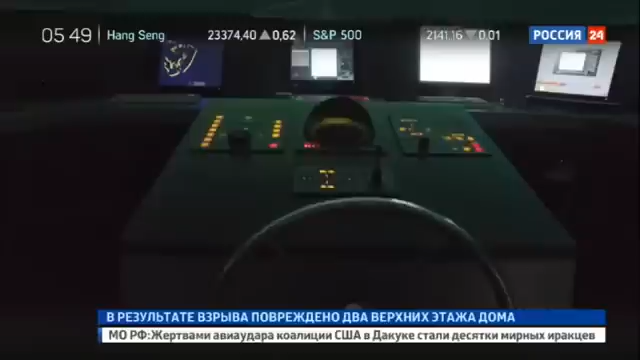 05 49 Hang Seng 23374,40 ▲ 0,62 S&P 500 2141.16 ▼ 0.01 РОССИЯ 24
В РЕЗУЛЬТАТЕ ВЗРЫВА ПОВРЕЖДЕНО ДВА ВЕРХНИХ ЭТАЖА ДОМА
МО РФ:Жертвами авиаудара коалиции США в Дакуке стали десятки мирных иракцев